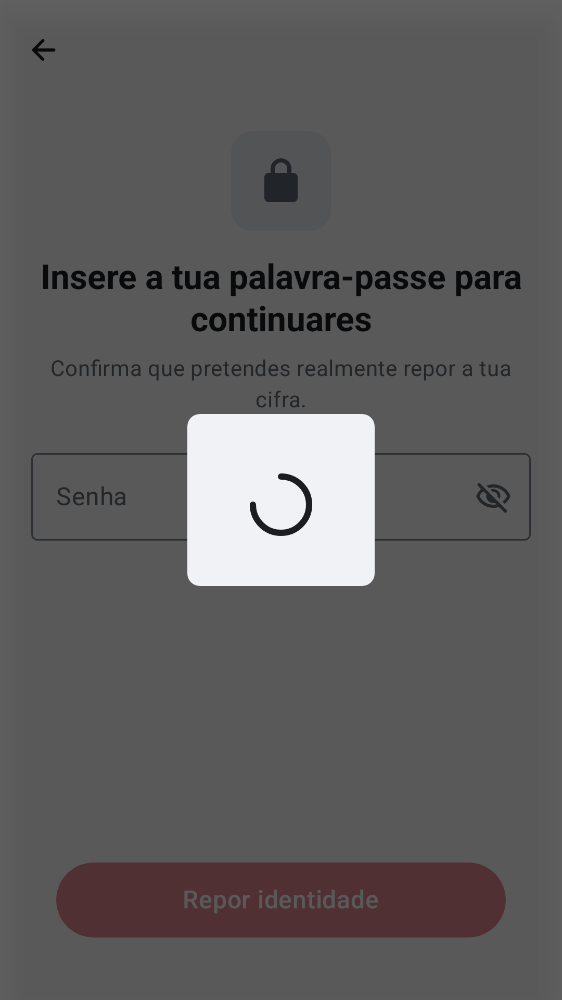 Insere a tua palavra-passe para
continuares
Confirma que pretendes realmente repor a tua
cifra.
Senha
Repor identidade